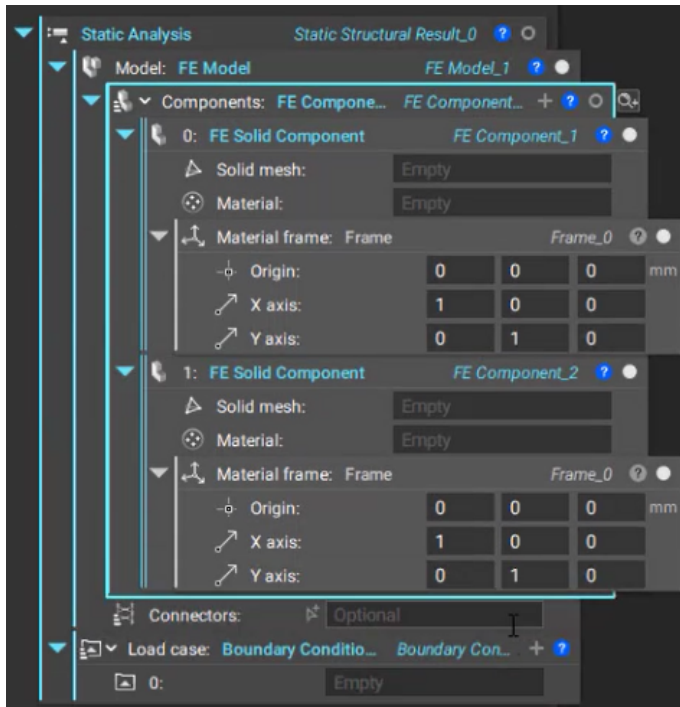 Static Analysis Static Structural Result_0 ?
Model: FE Model FE Model_1 ?
Components: FE Compone... FE Component... + ?
0: FE Solid Component FE Component_1 ?
Solid mesh: Empty
Material: Empty
Material frame: Frame Frame_0 ?
Origin: 0 0 0 mm
X axis: 1 0 0
Y axis: 0 1 0
1: FE Solid Component FE Component_2 ?
Solid mesh: Empty
Material: Empty
Material frame: Frame Frame_0 ?
Origin: 0 0 0 mm
X axis: 1 0 0
Y axis: 0 1 0
Connectors: Optional
Load case: Boundary Conditio... Boundary Con... + ?
0: Empty